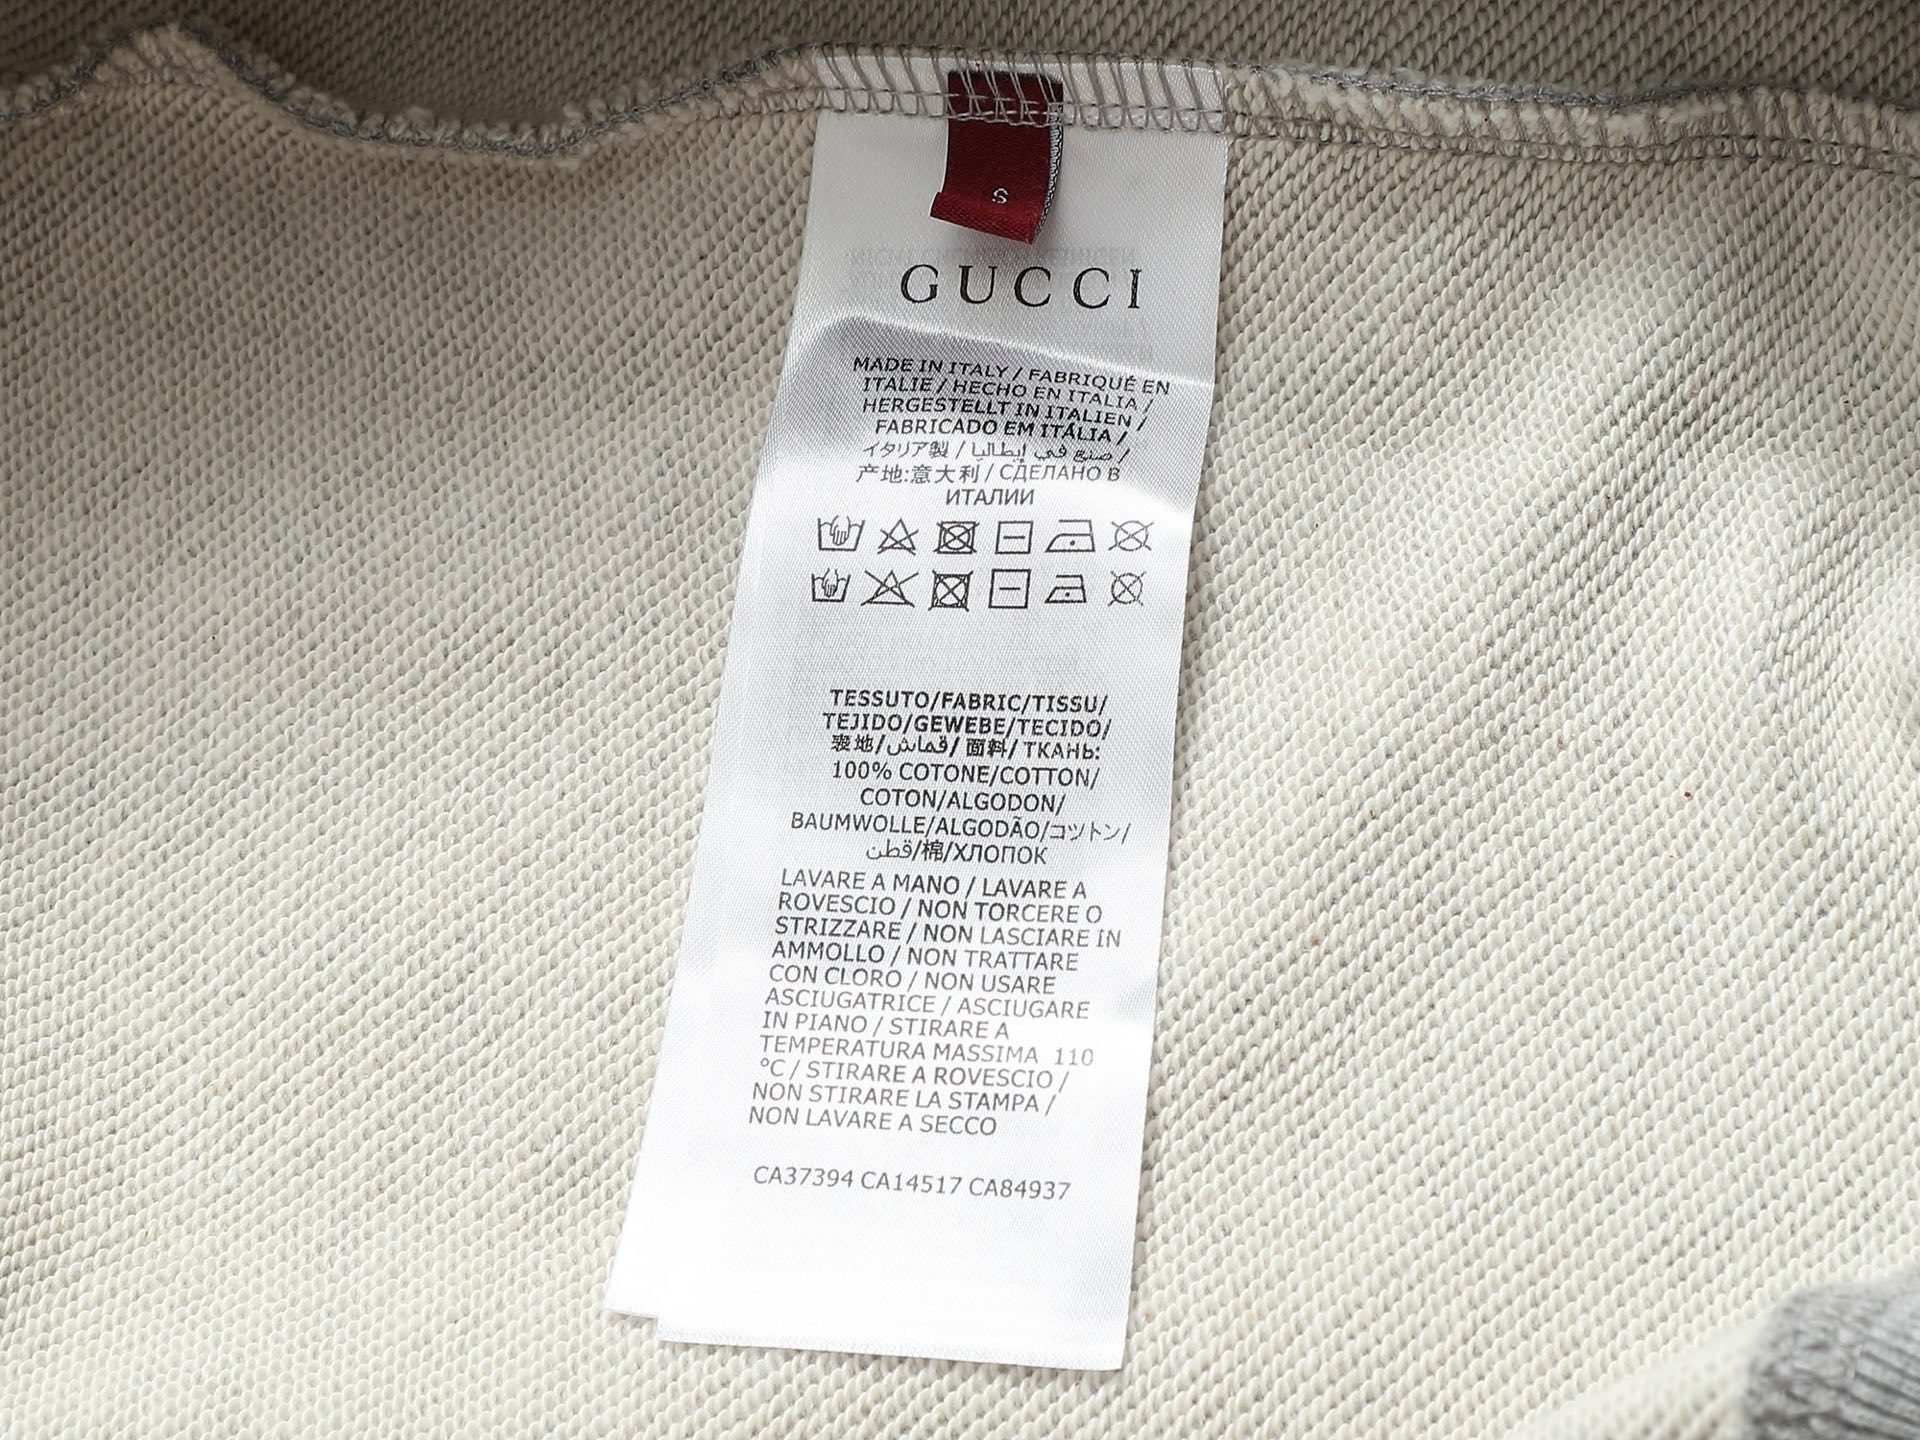 S
GUCCI
MADE IN ITALY / FABRIQUÉ EN
ITALIE / HECHO EN ITALIA /
HERGESTELLT IN ITALIEN /
FABRICADO EM ITÁLIA /
イタリア製 / صنع في إيطاليا /
产地:意大利 / СДЕЛАНО В
ИТАЛИИ
TESSUTO/FABRIC/TISSU/
TEJIDO/GEWEBE/TECIDO/
表地/قماش/ 面料/ ТКАНЬ:
100% COTONE/COTTON/
COTON/ALGODON/
BAUMWOLLE/ALGODÃO/コットン/
قطن/棉/ХЛОПОК
LAVARE A MANO / LAVARE A
ROVESCIO / NON TORCERE O
STRIZZARE / NON LASCIARE IN
AMMOLLO / NON TRATTARE
CON CLORO / NON USARE
ASCIUGATRICE / ASCIUGARE
IN PIANO / STIRARE A
TEMPERATURA MASSIMA 110
°C / STIRARE A ROVESCIO /
NON STIRARE LA STAMPA /
NON LAVARE A SECCO
CA37394 CA14517 CA84937